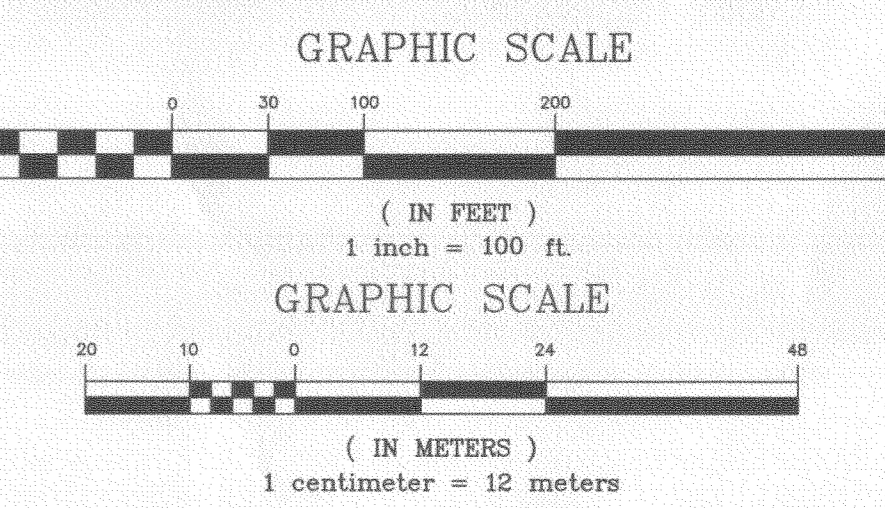 GRAPHIC SCALE
0 30 100 200
( IN FEET )
1 inch = 100 ft.
GRAPHIC SCALE
20 10 0 12 24 48
( IN METERS )
1 centimeter = 12 meters